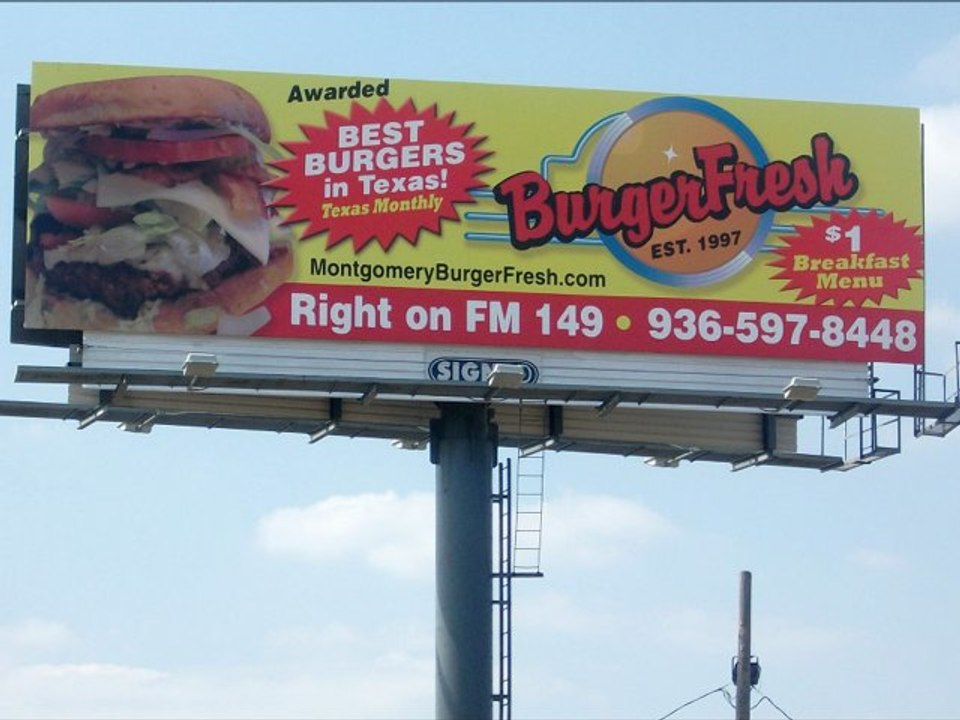 Awarded
BEST
BURGERS
in Texas!
Texas Monthly
BurgerFresh
EST. 1997
$1
Breakfast
Menu
MontgomeryBurgerFresh.com
Right on FM 149 • 936-597-8448